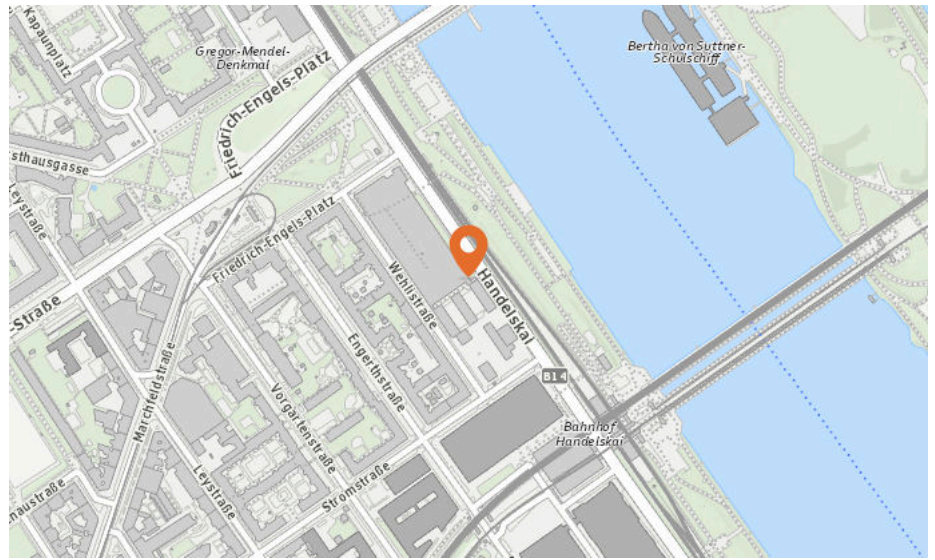 Kapaunplatz
Gregor-Mendel-
Denkmal
Friedrich-Engels-Platz
Bertha von Suttner-
Schulschiff
sthausgasse
Leystraße
Friedrich-Engels-Platz
-Straße
Wehlistraße
Handelskai
Marchfeldstraße
Engerthstraße
Vorgartenstraße
B14
Bahnhof
Handelskai
Leystraße
Stromstraße
naustraße